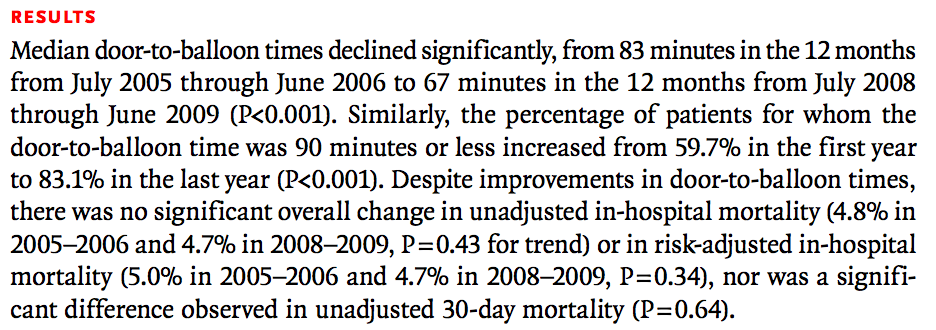 RESULTS
Median door-to-balloon times declined significantly, from 83 minutes in the 12 months
from July 2005 through June 2006 to 67 minutes in the 12 months from July 2008
through June 2009 (P<0.001). Similarly, the percentage of patients for whom the
door-to-balloon time was 90 minutes or less increased from 59.7% in the first year
to 83.1% in the last year (P<0.001). Despite improvements in door-to-balloon times,
there was no significant overall change in unadjusted in-hospital mortality (4.8% in
2005–2006 and 4.7% in 2008–2009, P=0.43 for trend) or in risk-adjusted in-hospital
mortality (5.0% in 2005–2006 and 4.7% in 2008–2009, P=0.34), nor was a signifi-
cant difference observed in unadjusted 30-day mortality (P=0.64).